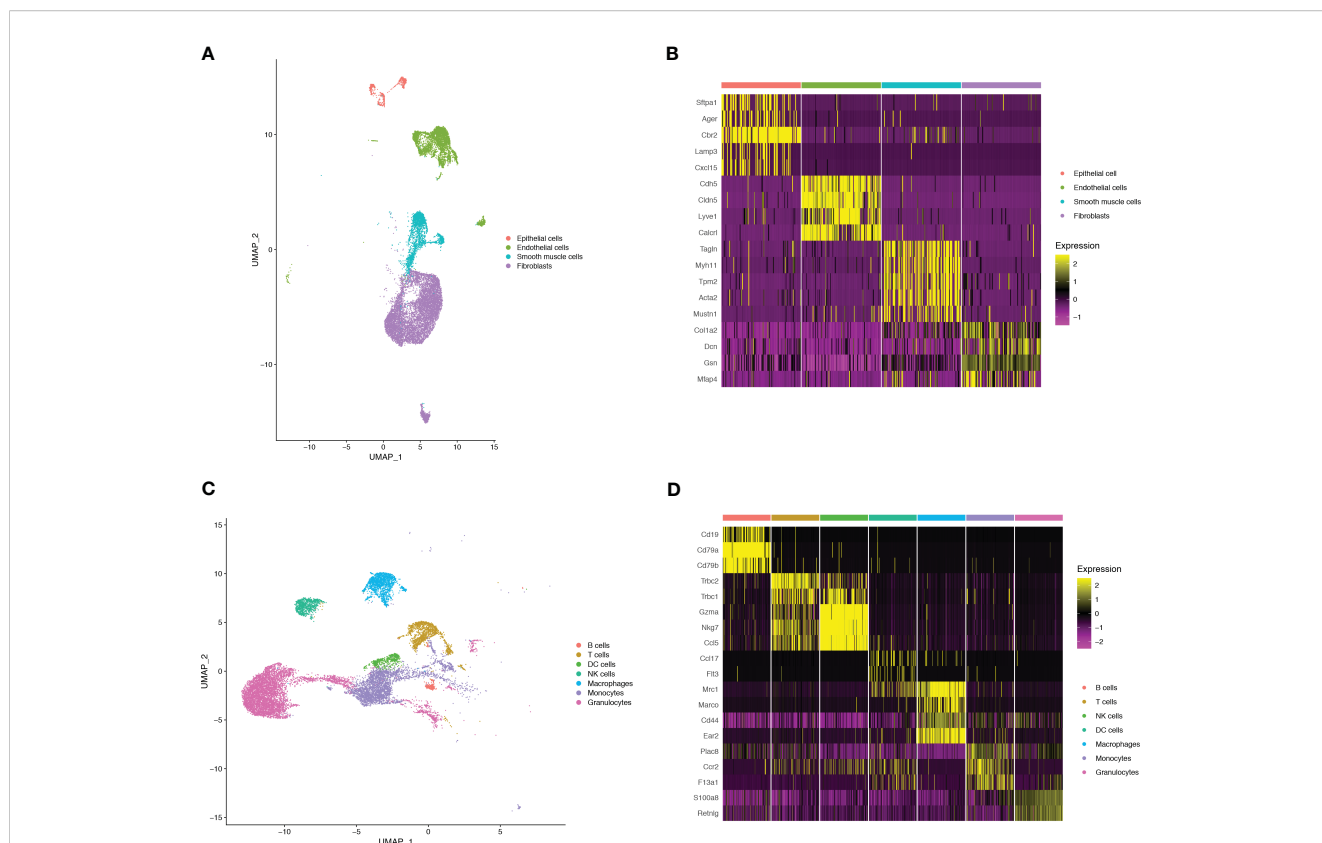 A
10
0
−10
UMAP_2
−10
−5
0
5
10
15
UMAP_1
Epithelial cells
Endothelial cells
Smooth muscle cells
Fibroblasts
B
Sftpa1
Ager
Cbr2
Lamp3
Cxcl15
Cdh5
Cldn5
Lyve1
Calcrl
Tagln
Myh11
Tpm2
Acta2
Mustn1
Col1a2
Dcn
Gsn
Mfap4
Epithelial cell
Endothelial cells
Smooth muscle cells
Fibroblasts
Expression
2
1
0
−1
C
15
10
5
0
−5
−10
−15
UMAP_2
−10
−5
0
5
UMAP_1
B cells
T cells
DC cells
NK cells
Macrophages
Monocytes
Granulocytes
D
Cd19
Cd79a
Cd79b
Trbc2
Trbc1
Gzma
Nkg7
Ccl5
Ccl17
Flt3
Mrc1
Marco
Cd44
Ear2
Plac8
Ccr2
F13a1
S100a8
Retnlg
Expression
2
1
0
−1
−2
B cells
T cells
NK cells
DC cells
Macrophages
Monocytes
Granulocytes